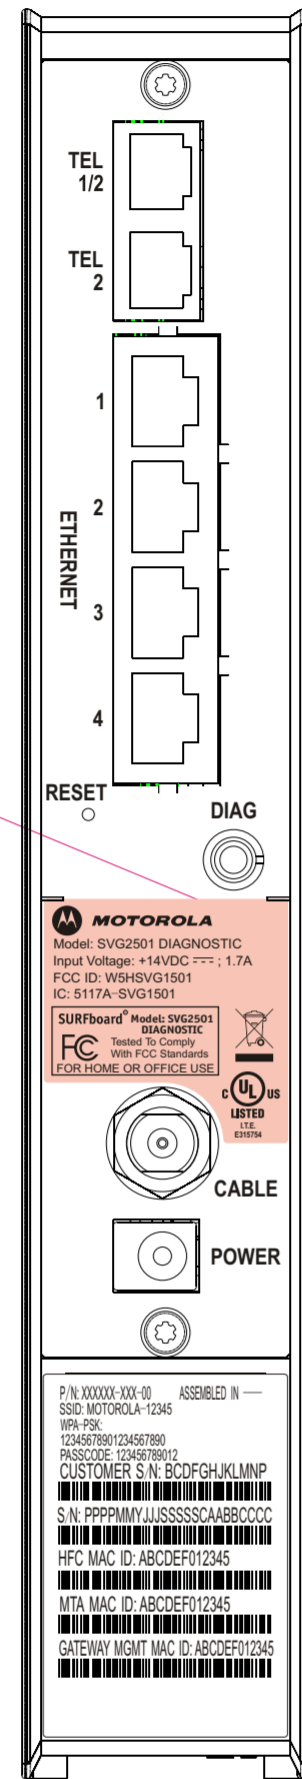 TEL
1/2
TEL
2
ETHERNET
1
2
3
4
RESET
DIAG
MOTOROLA
Model: SVG2501 DIAGNOSTIC
Input Voltage: +14VDC ; 1.7A
FCC ID: W5HSVG1501
IC: 5117A-SVG1501
SURFboard® Model: SVG2501
DIAGNOSTIC
FC Tested To Comply
With FCC Standards
FOR HOME OR OFFICE USE
C UL US
LISTED
I.T.E.
E315754
CABLE
POWER
P/N: XXXXXX-XXX-00 ASSEMBLED IN —
SSID: MOTOROLA-12345
WPA-PSK:
12345678901234567890
PASSCODE: 123456789012
CUSTOMER S/N: BCDFGHJKLMNP
S/N: PPPPMMYJJJSSSSSCAABBCCCC
HFC MAC ID: ABCDEF012345
MTA MAC ID: ABCDEF012345
GATEWAY MGMT MAC ID: ABCDEF012345